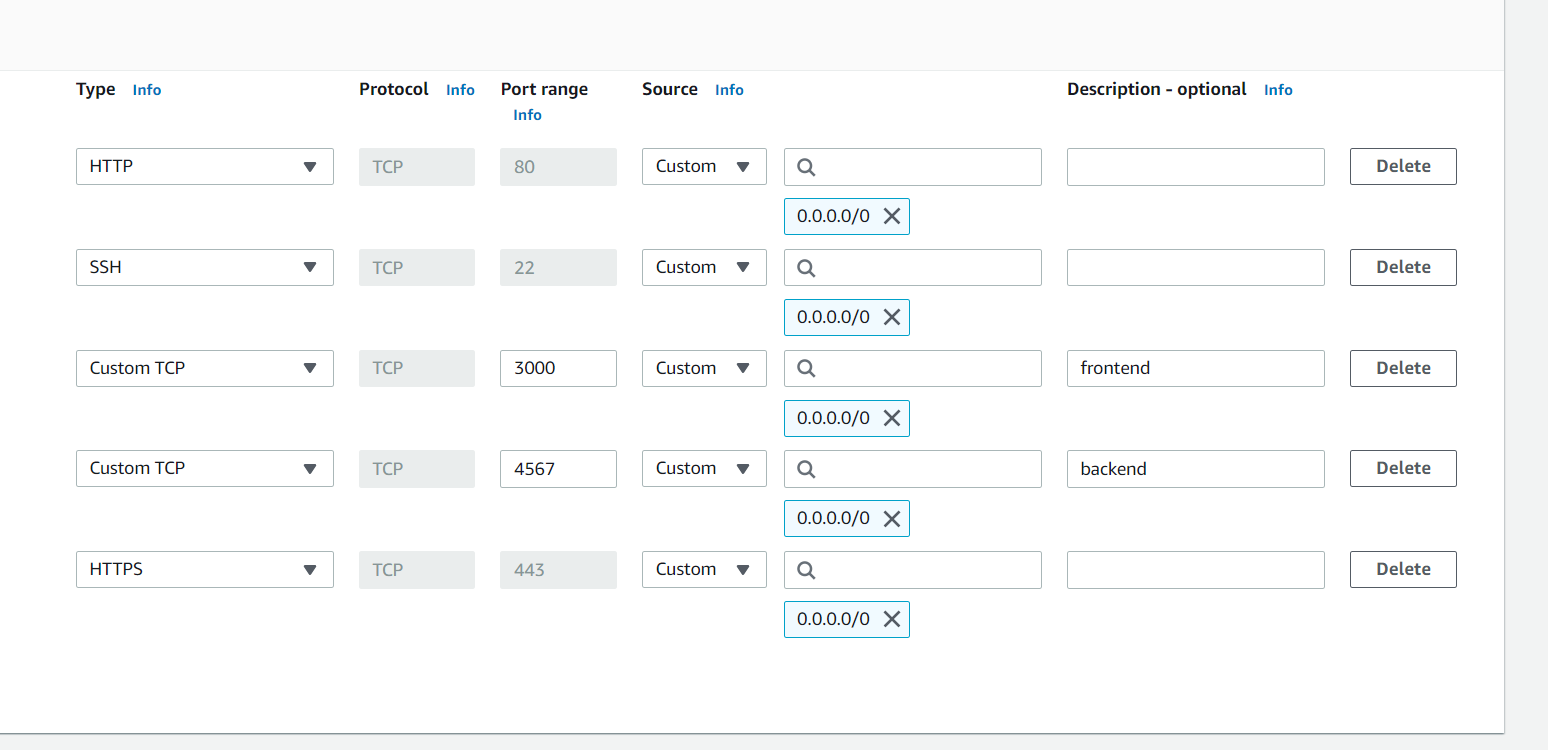 Type Info Protocol Info Port range Source Info Description - optional Info
Info
HTTP TCP 80 Custom Delete
0.0.0.0/0
SSH TCP 22 Custom Delete
0.0.0.0/0
Custom TCP TCP 3000 Custom frontend Delete
0.0.0.0/0
Custom TCP TCP 4567 Custom backend Delete
0.0.0.0/0
HTTPS TCP 443 Custom Delete
0.0.0.0/0